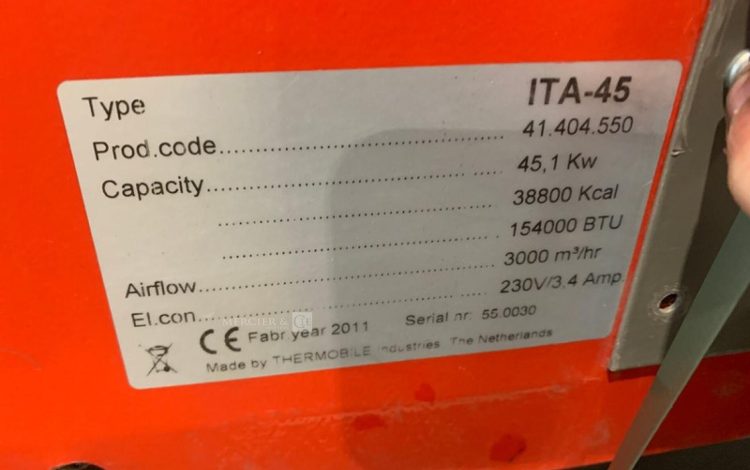 Type ITA-45
Prod.code.................................................. 41.404.550
Capacity.................................................. 45,1 Kw
.................................................. 38800 Kcal
.................................................. 154000 BTU
Airflow.................................................. 3000 m³/hr
El.con.................................................. 230V/3,4 Amp
MERCIER &
CE Fabr.year 2011 Serial nr: 55.0030
Made by THERMOBILE Industries The Netherlands